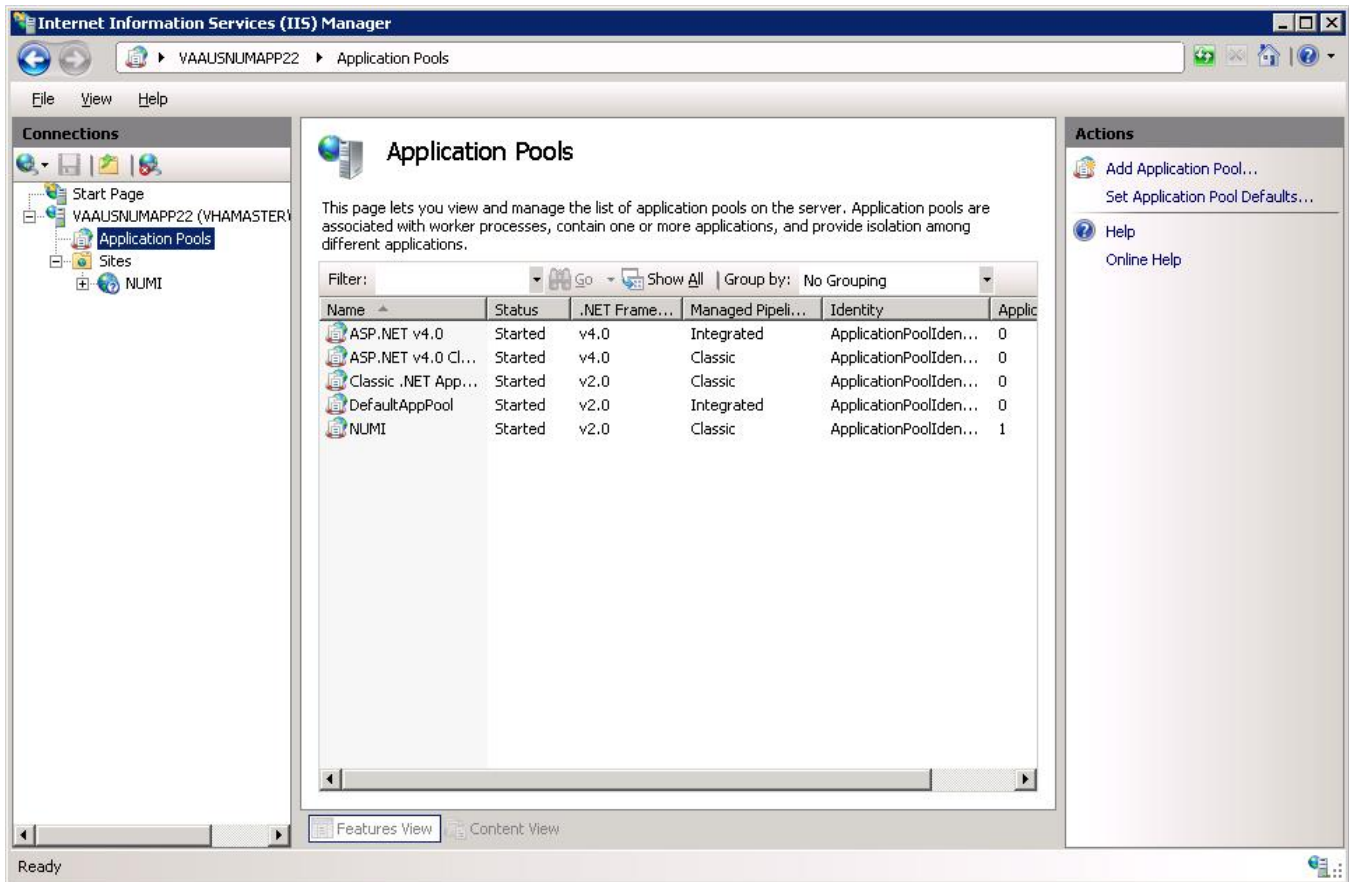 Internet Information Services (IIS) Manager
VAAUSNUMAPP22 Application Pools
File View Help
Connections
Start Page
VAAUSNUMAPP22 (VHAMASTER\
Application Pools
Sites
NUMI
Application Pools
This page lets you view and manage the list of application pools on the server. Application pools are
associated with worker processes, contain one or more applications, and provide isolation among
different applications.
Filter: Go Show All Group by: No Grouping
Name Status .NET Frame... Managed Pipeli... Identity Applic
ASP.NET v4.0 Started v4.0 Integrated ApplicationPoolIden... 0
ASP.NET v4.0 Cl... Started v4.0 Classic ApplicationPoolIden... 0
Classic .NET App... Started v2.0 Classic ApplicationPoolIden... 0
DefaultAppPool Started v2.0 Integrated ApplicationPoolIden... 0
NUMI Started v2.0 Classic ApplicationPoolIden... 1
Features View Content View
Actions
Add Application Pool...
Set Application Pool Defaults...
Help
Online Help
Ready